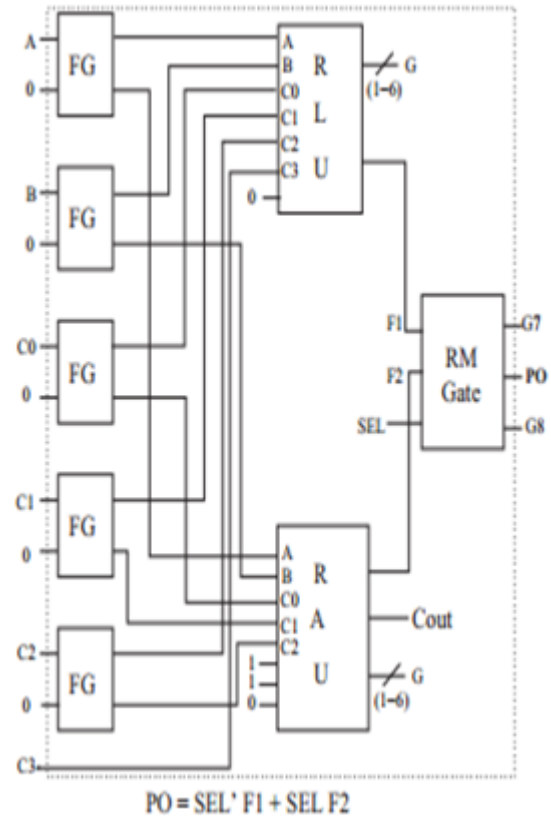 A
0
FG
B
0
FG
C0
0
FG
C1
0
FG
C2
0
FG
C3
A
B
C0
C1
C2
C3
0
R
L
U
G
(1-6)
F1
F2
SEL
RM
Gate
G7
PO
G8
A
B
C0
C1
C2
1
1
0
R
A
U
Cout
G
(1-6)
PO = SEL' F1 + SEL F2